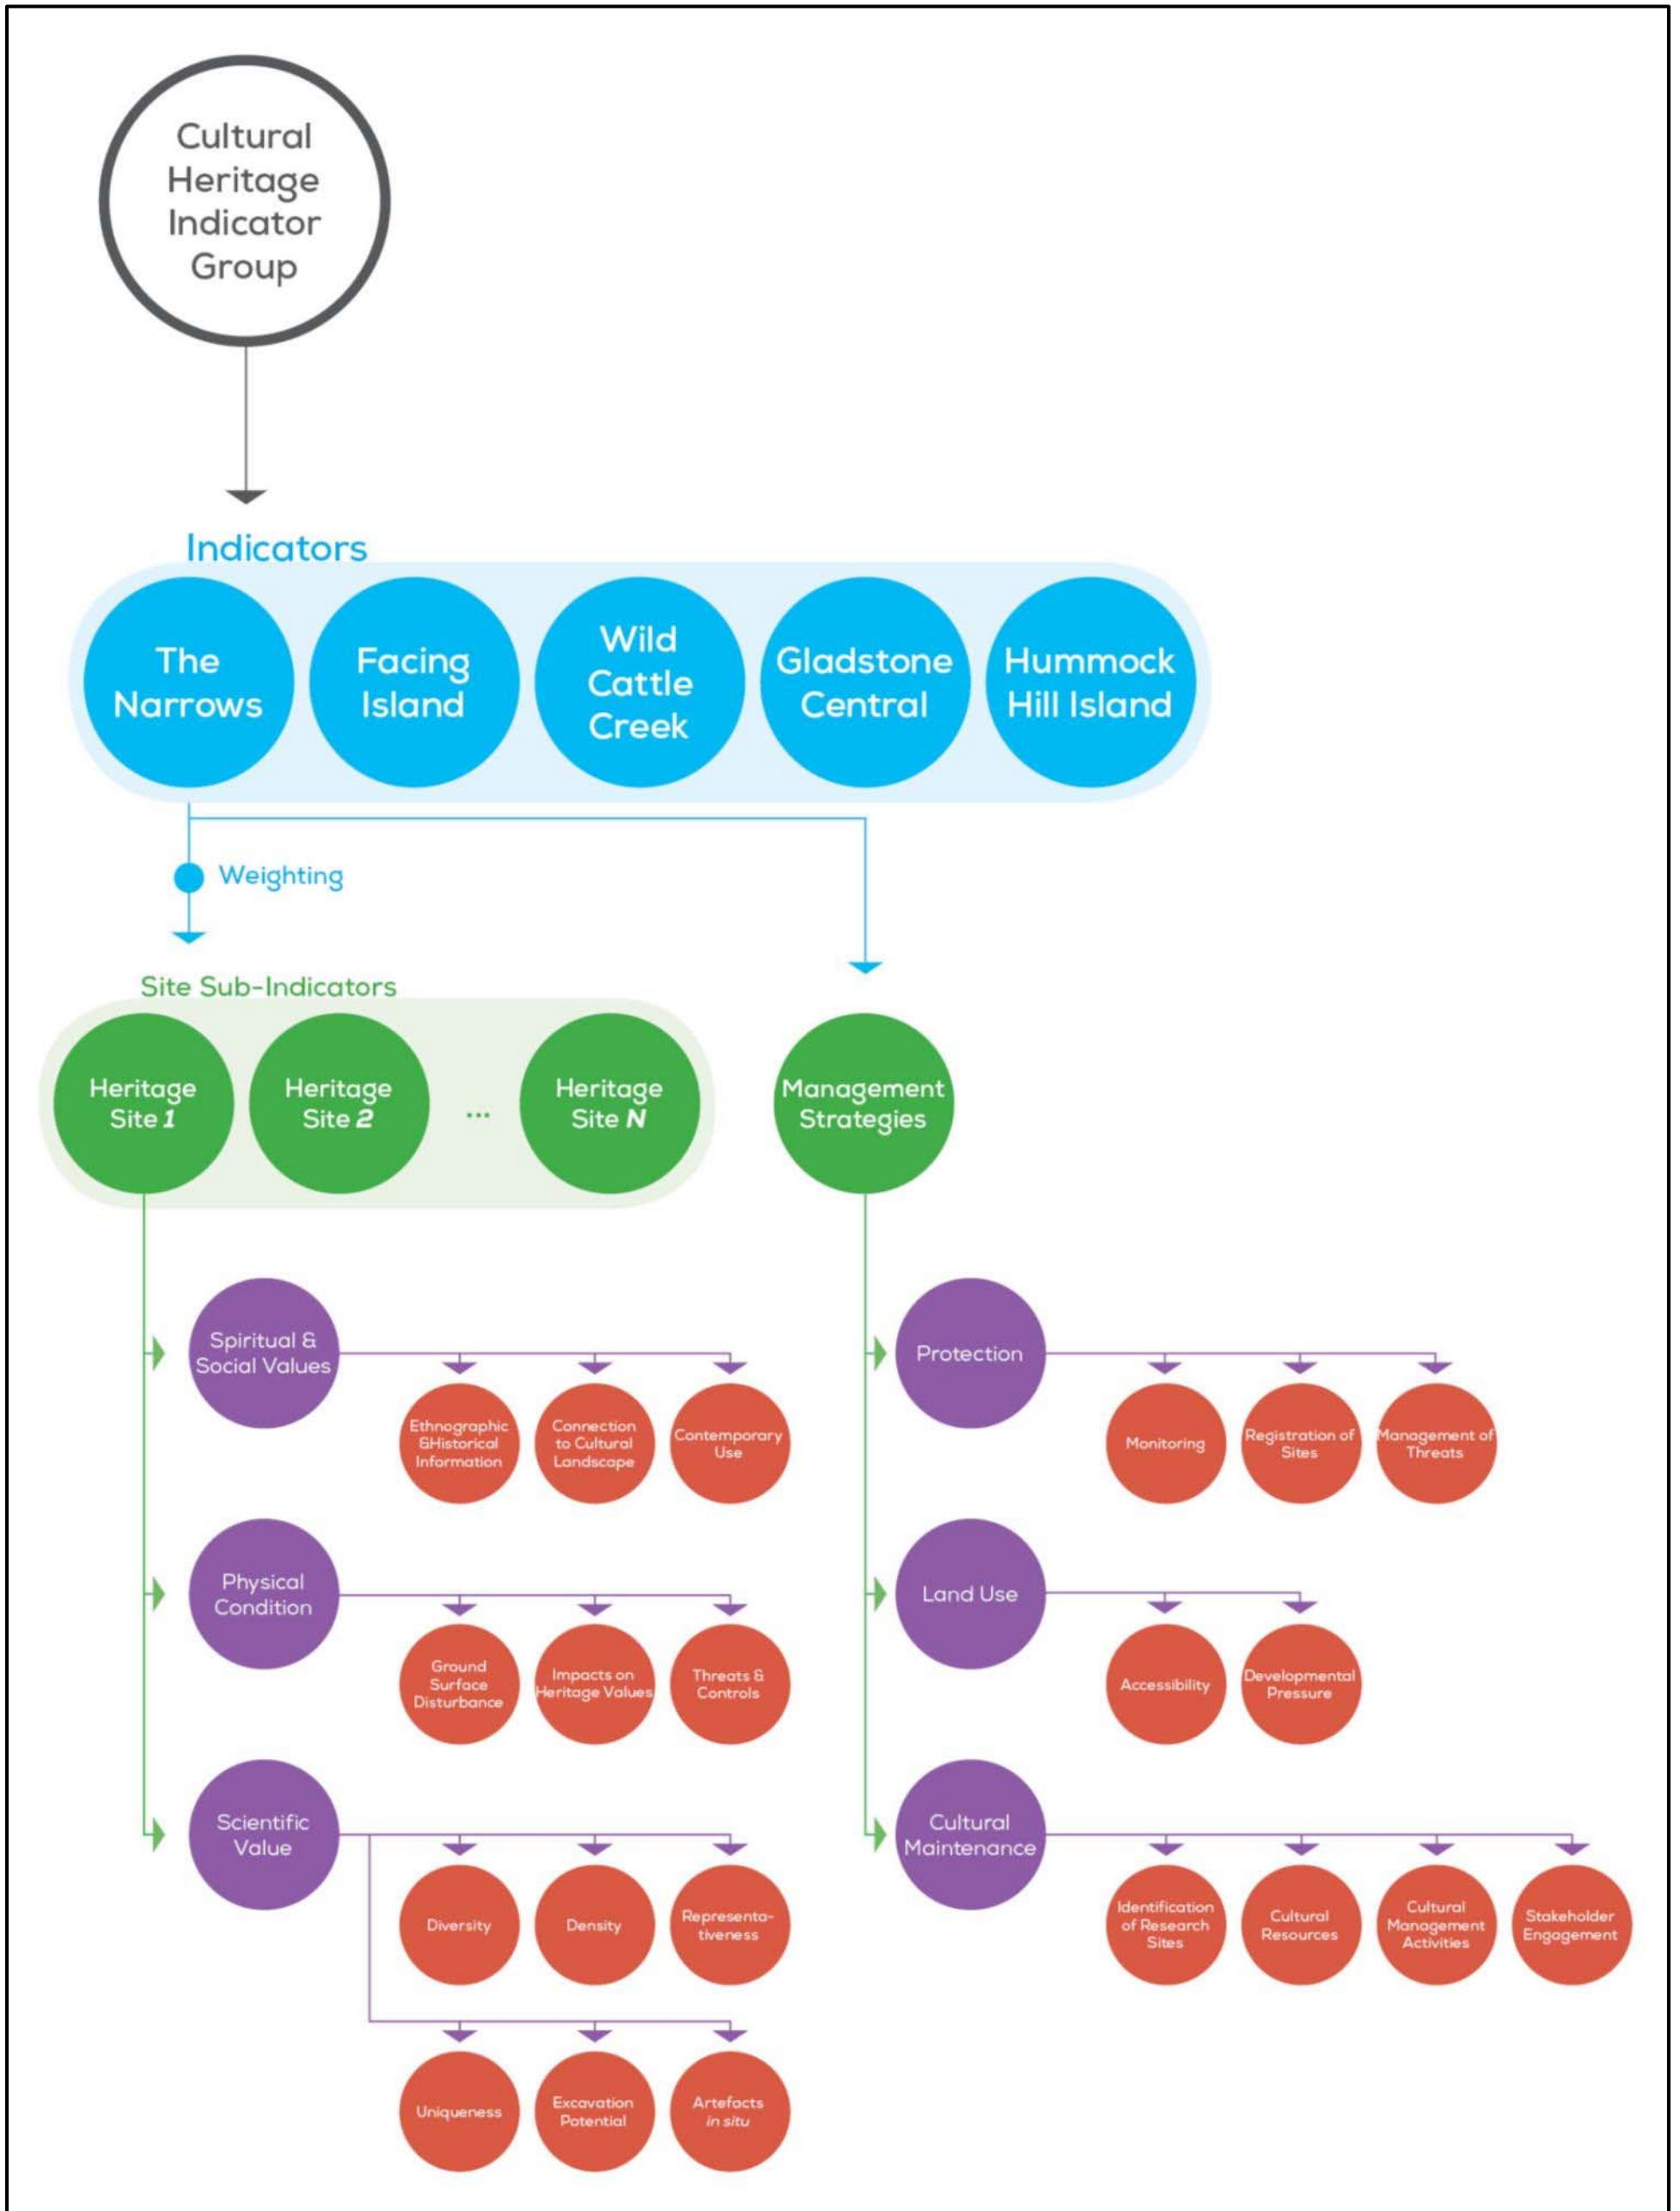 Cultural
Heritage
Indicator
Group
Indicators
The
Narrows
Facing
Island
Wild
Cattle
Creek
Gladstone
Central
Hummock
Hill Island
Weighting
Site Sub-Indicators
Heritage
Site 1
Heritage
Site 2
...
Heritage
Site N
Management
Strategies
Spiritual &
Social Values
Ethnographic
&Historical
Information
Connection
to Cultural
Landscape
Contemporary
Use
Physical
Condition
Ground
Surface
Disturbance
Impacts on
Heritage Values
Threats &
Controls
Scientific
Value
Diversity
Density
Representa-
tiveness
Uniqueness
Excavation
Potential
Artefacts
in situ
Protection
Monitoring
Registration of
Sites
Management of
Threats
Land Use
Accessibility
Developmental
Pressure
Cultural
Maintenance
Identification
of Research
Sites
Cultural
Resources
Cultural
Management
Activities
Stakeholder
Engagement